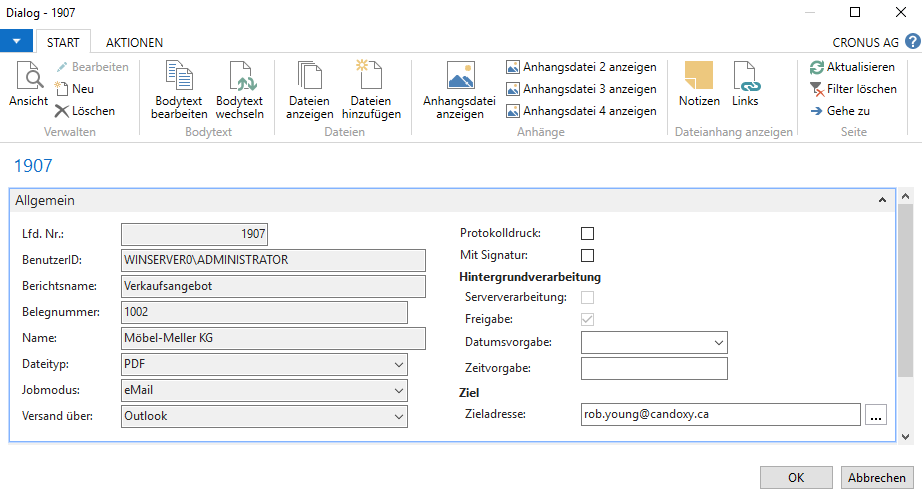 Dialog - 1907
START AKTIONEN CRONUS AG ?
Ansicht
Bearbeiten
Neu
Löschen
Verwalten
Bodytext bearbeiten
Bodytext wechseln
Bodytext
Dateien anzeigen
Dateien hinzufügen
Dateien
Anhangsdatei anzeigen
Anhangsdatei 2 anzeigen
Anhangsdatei 3 anzeigen
Anhangsdatei 4 anzeigen
Anhänge
Notizen
Links
Dateianhang anzeigen
Aktualisieren
Filter löschen
Gehe zu
Seite
1907
Allgemein
Lfd. Nr.: 1907
BenutzerID: WINSERVER0\ADMINISTRATOR
Berichtsname: Verkaufsangebot
Belegnummer: 1002
Name: Möbel-Meller KG
Dateityp: PDF
Jobmodus: eMail
Versand über: Outlook
Protokolldruck:
Mit Signatur:
Hintergrundverarbeitung
Serververarbeitung:
Freigabe:
Datumsvorgabe:
Zeitvorgabe:
Ziel
Zieladresse: rob.young@candoxy.ca ...
OK Abbrechen